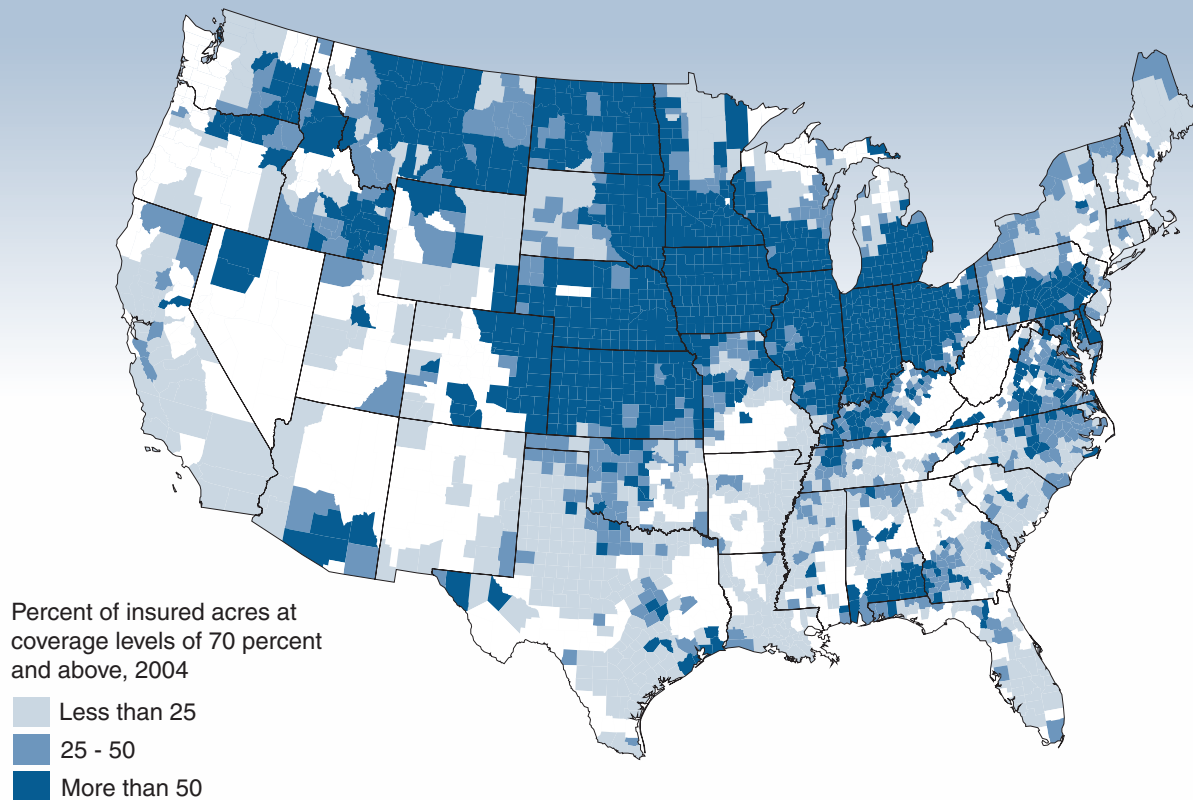 Percent of insured acres at
coverage levels of 70 percent
and above, 2004
Less than 25
25 - 50
More than 50